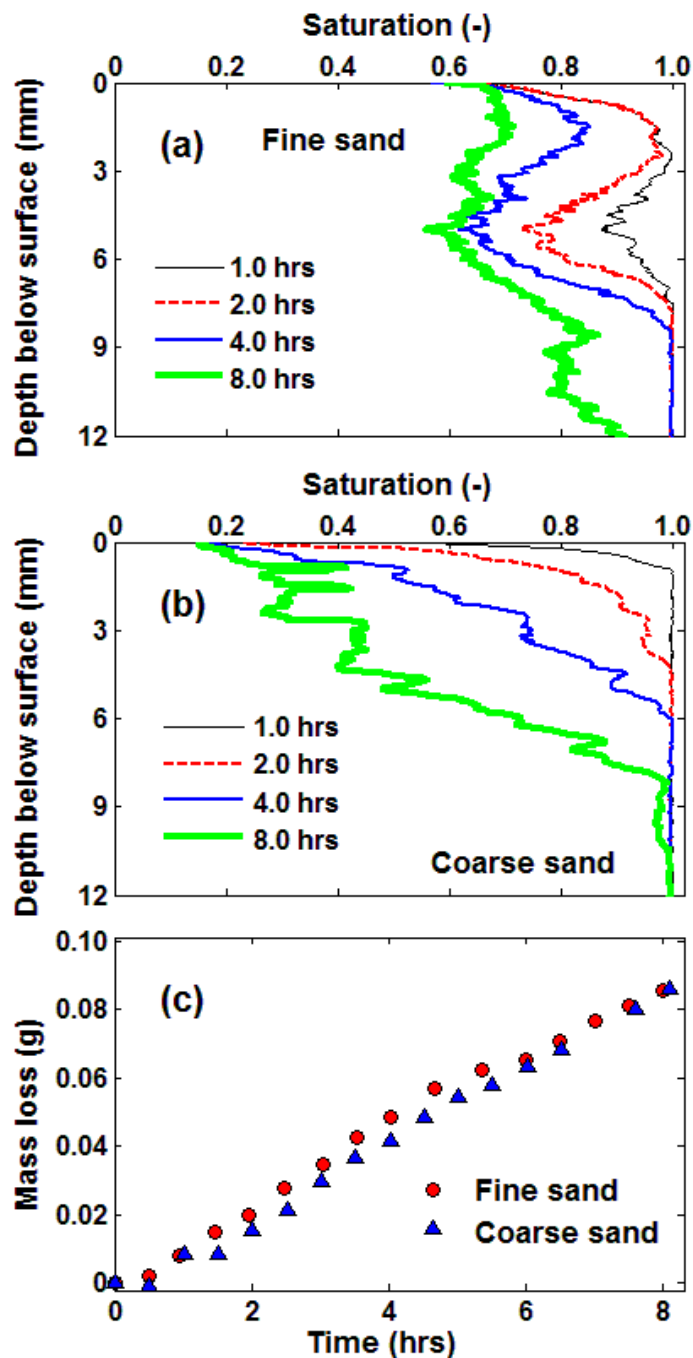 Saturation (-)
0 0.2 0.4 0.6 0.8 1.0
0
3
6
9
12
Depth below surface (mm)
(a) Fine sand
1.0 hrs
2.0 hrs
4.0 hrs
8.0 hrs
Saturation (-)
0 0.2 0.4 0.6 0.8 1.0
0
3
6
9
12
Depth below surface (mm)
(b)
1.0 hrs
2.0 hrs
4.0 hrs
8.0 hrs
Coarse sand
0.10
0.08
0.06
0.04
0.02
0
Mass loss (g)
(c)
Fine sand
Coarse sand
0 2 4 6 8
Time (hrs)